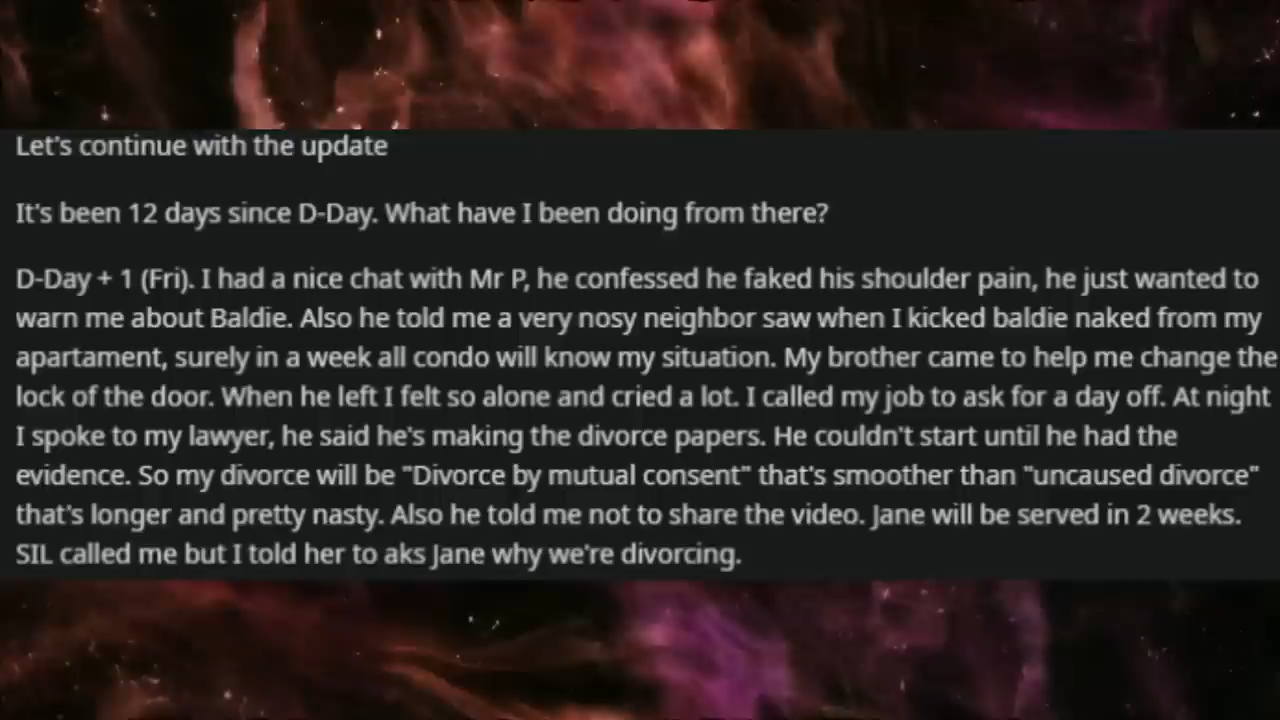 Let's continue with the update
It's been 12 days since D-Day. What have I been doing from there?
D-Day + 1 (Fri). I had a nice chat with Mr P, he confessed he faked his shoulder pain, he just wanted to
warn me about Baldie. Also he told me a very nosy neighbor saw when I kicked baldie naked from my
apartament, surely in a week all condo will know my situation. My brother came to help me change the
lock of the door. When he left I felt so alone and cried a lot. I called my job to ask for a day off. At night
I spoke to my lawyer, he said he's making the divorce papers. He couldn't start until he had the
evidence. So my divorce will be "Divorce by mutual consent" that's smoother than "uncaused divorce"
that's longer and pretty nasty. Also he told me not to share the video. Jane will be served in 2 weeks.
SIL called me but I told her to aks Jane why we're divorcing.